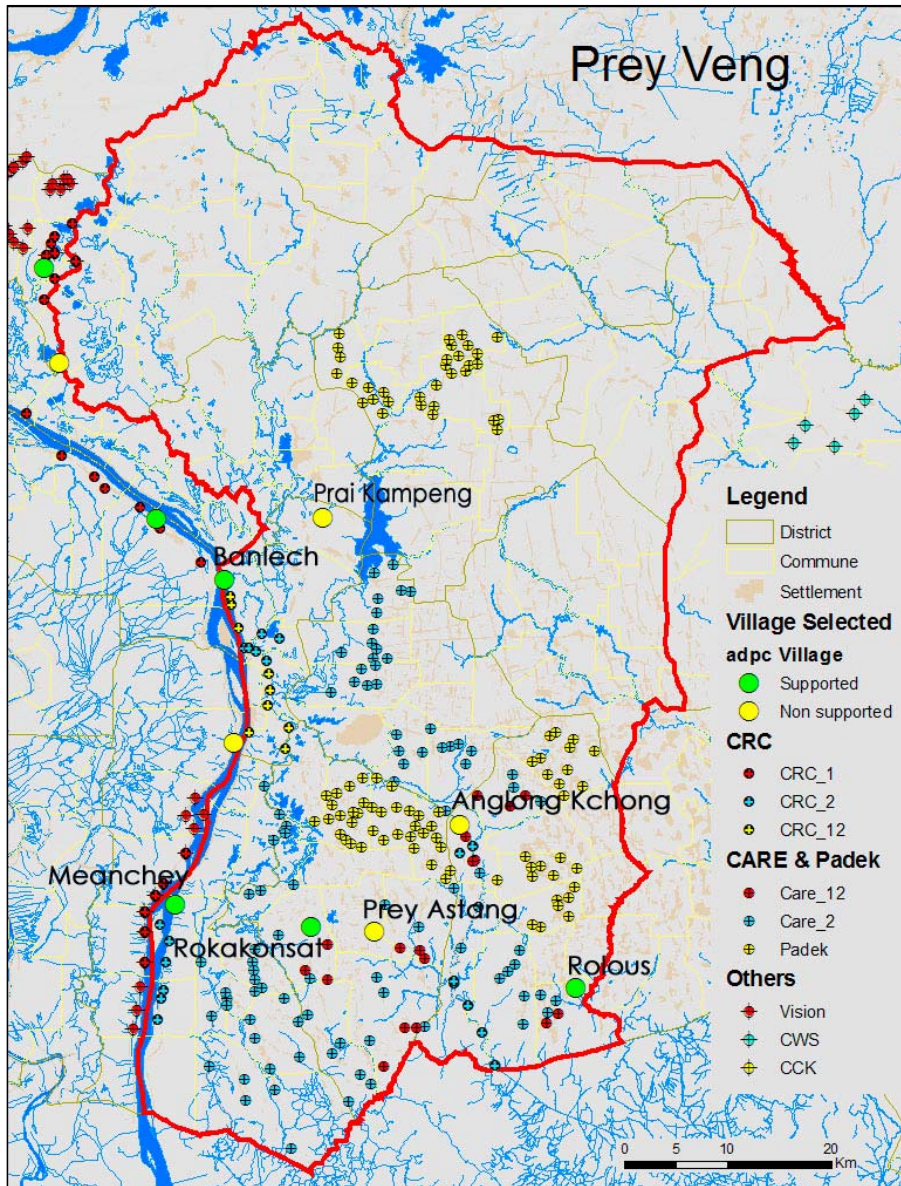 Prey Veng
Prai Kampeng
Banlech
Anglong Kchong
Meanchey
Prey Astang
Rokakonsat
Rolous
Legend
District
Commune
Settlement
Village Selected
adpc Village
Supported
Non supported
CRC
CRC_1
CRC_2
CRC_12
CARE & Padek
Care_12
Care_2
Padek
Others
Vision
CWS
CCK
0 5 10 20
Km